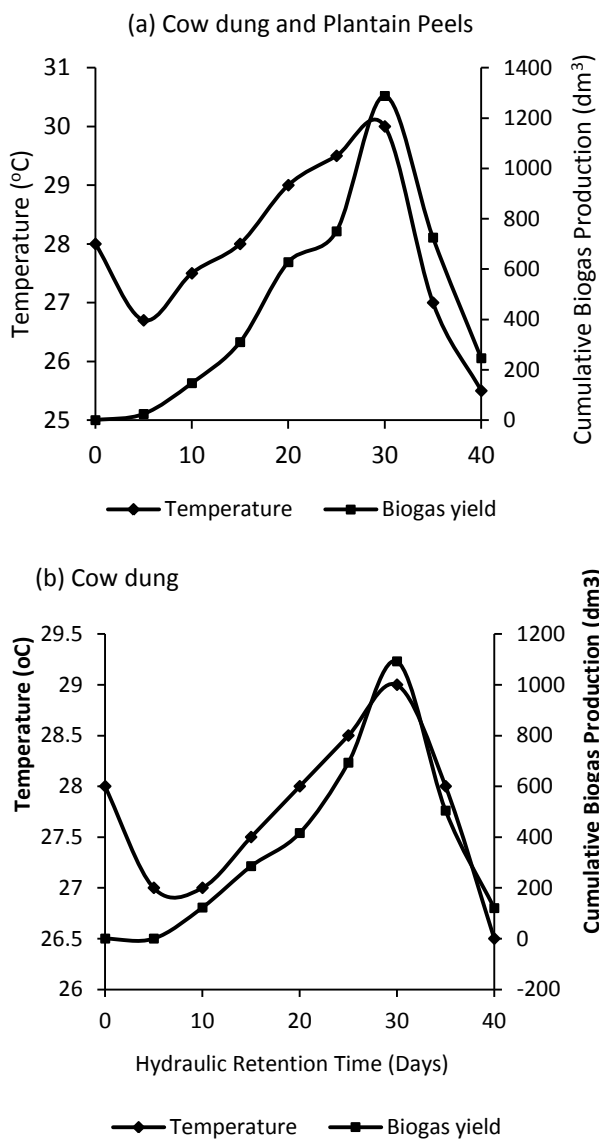 (a) Cow dung and Plantain Peels
Temperature (oC)
31
30
29
28
27
26
25
1400
1200
1000
800
600
400
200
0
Cumulative Biogas Production (dm3)
0 10 20 30 40
Temperature Biogas yield
(b) Cow dung
Temperature (oC)
29.5
29
28.5
28
27.5
27
26.5
26
1200
1000
800
600
400
200
0
-200
Cumulative Biogas Production (dm3)
0 10 20 30 40
Hydraulic Retention Time (Days)
Temperature Biogas yield